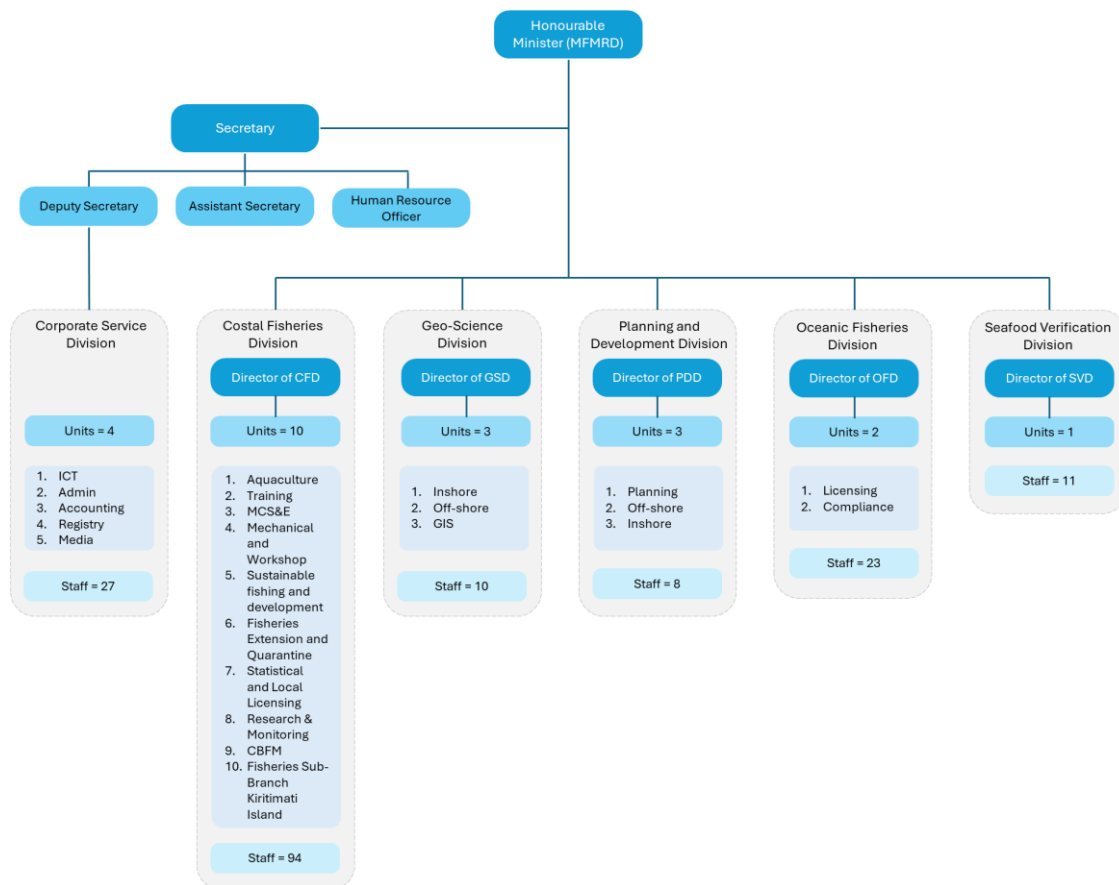 Honourable
Minister (MFMRD)
Secretary
Deputy Secretary
Assistant Secretary
Human Resource
Officer
Corporate Service
Division
Units = 4
1. ICT
2. Admin
3. Accounting
4. Registry
5. Media
Staff = 27
Costal Fisheries
Division
Director of CFD
Units = 10
1. Aquaculture
2. Training
3. MCS&E
4. Mechanical
and
Workshop
5. Sustainable
fishing and
development
6. Fisheries
Extension and
Quarantine
7. Statistical
and Local
Licensing
8. Research &
Monitoring
9. CBFM
10. Fisheries Sub-
Branch
Kiritimati
Island
Staff = 94
Geo-Science
Division
Director of GSD
Units = 3
1. Inshore
2. Off-shore
3. GIS
Staff = 10
Planning and
Development Division
Director of PDD
Units = 3
1. Planning
2. Off-shore
3. Inshore
Staff = 8
Oceanic Fisheries
Division
Director of OFD
Units = 2
1. Licensing
2. Compliance
Staff = 23
Seafood Verification
Division
Director of SVD
Units = 1
Staff = 11